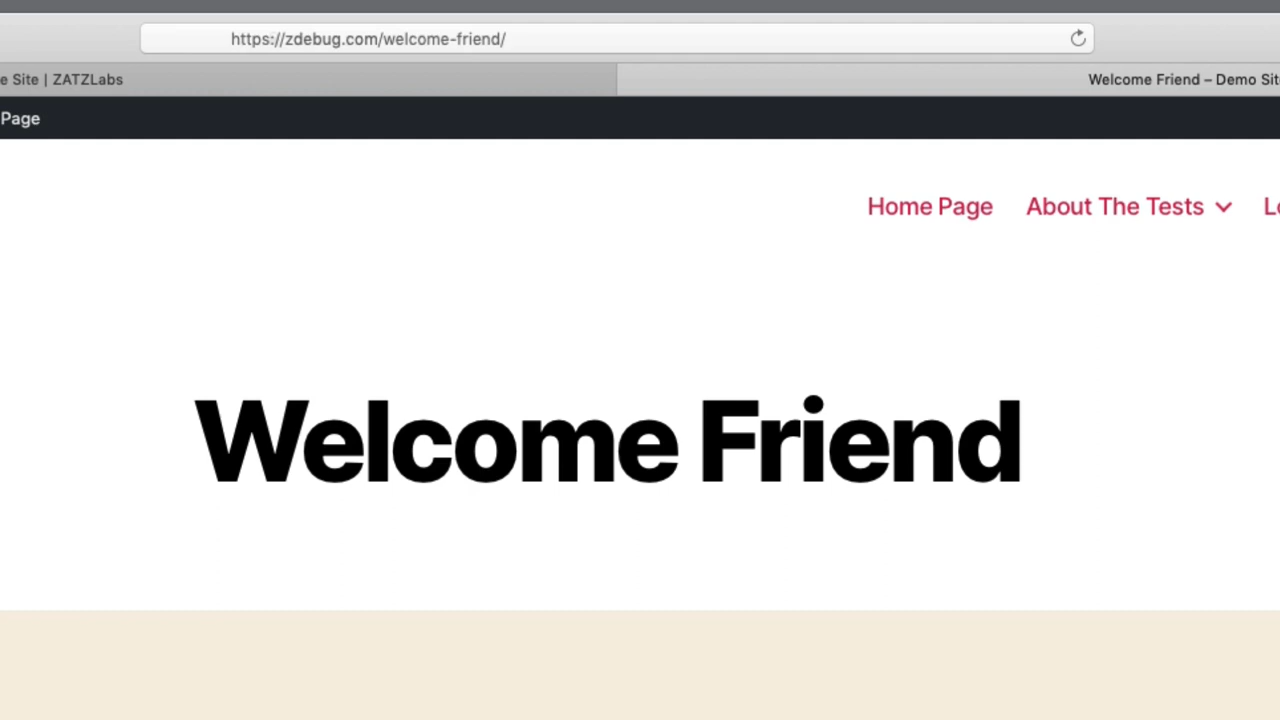 https://zdebug.com/welcome-friend/
e Site | ZATZLabs
Welcome Friend – Demo Sit
Page
Home Page
About The Tests
Welcome Friend